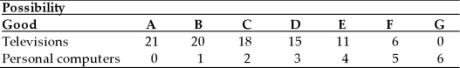 Possibility
Good A B C D E F G
Televisions 21 20 18 15 11 6 0
Personal computers 0 1 2 3 4 5 6